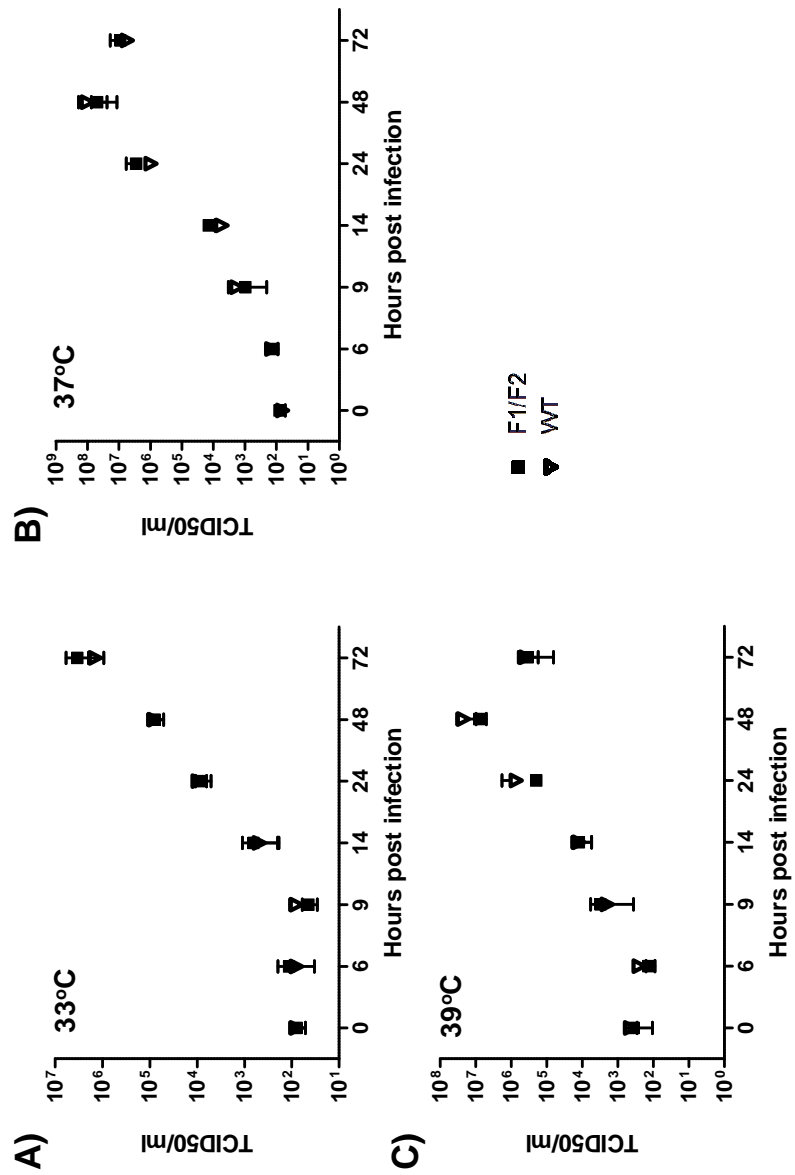 A)
33°C
10⁷
10⁶
10⁵
10⁴
10³
10²
10¹
TCID50/ml
0 6 9 14 24 48 72
Hours post infection
B)
37°C
10⁹
10⁸
10⁷
10⁶
10⁵
10⁴
10³
10²
10¹
10⁰
TCID50/ml
0 6 9 14 24 48 72
Hours post infection
C)
39°C
10⁸
10⁷
10⁶
10⁵
10⁴
10³
10²
10¹
10⁰
TCID50/ml
0 6 9 14 24 48 72
Hours post infection
F1/F2
WT